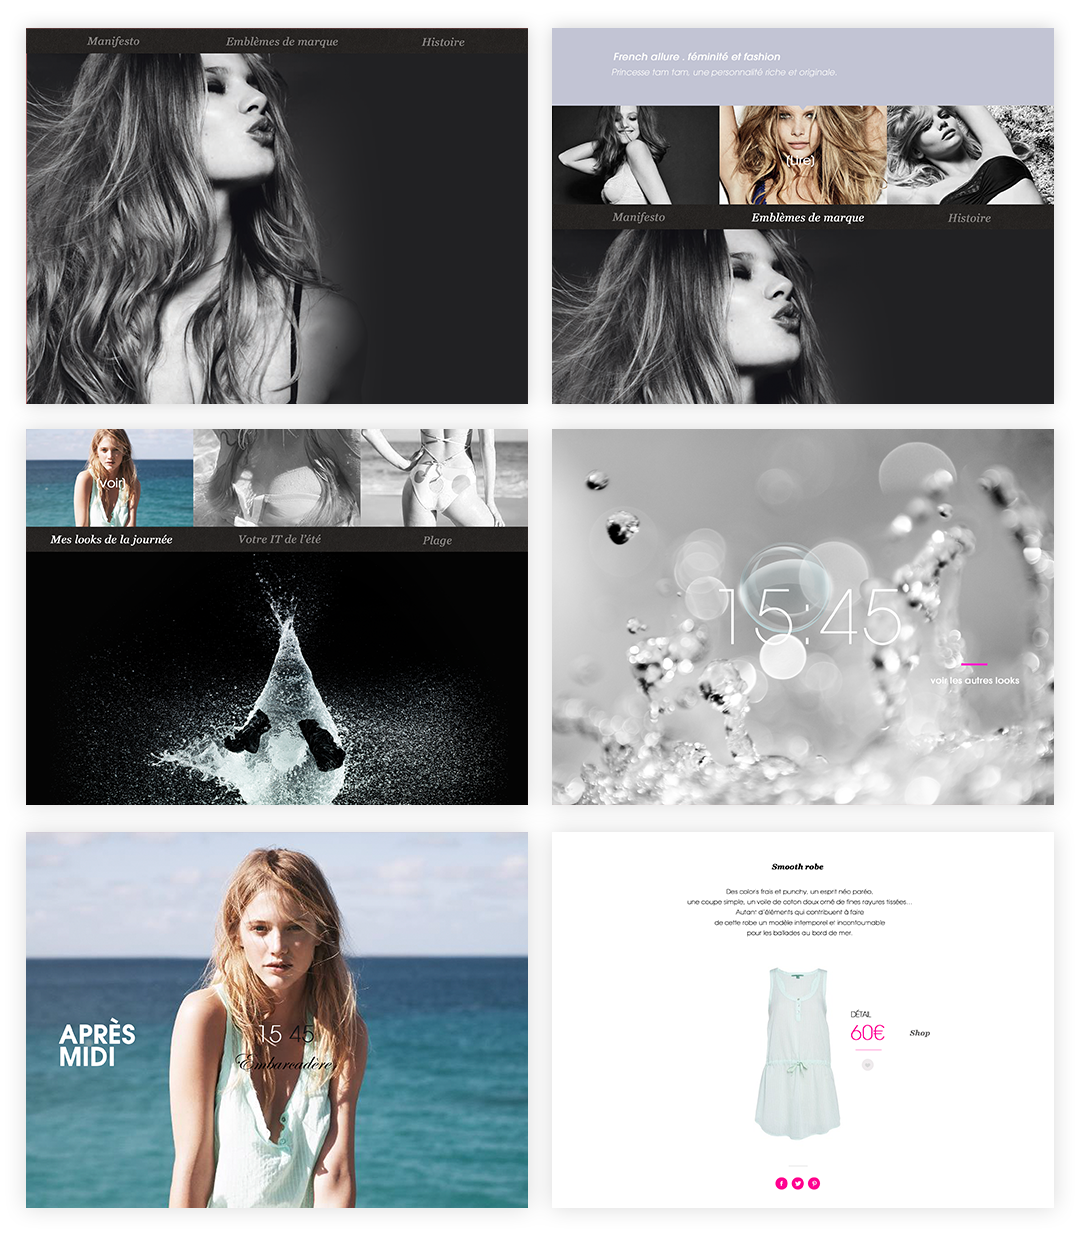 Manifesto
Emblèmes de marque
Histoire
French allure . féminité et fashion
Princesse tam tam, une personnalité riche et originale.
(lire)
Manifesto
Emblèmes de marque
Histoire
(voir)
Mes looks de la journée
Votre IT de l'été
Plage
15:45
voir les autres looks
APRÈS
MIDI
15 45
Embarcadère
Smooth robe
Des coloris frais et punchy, un esprit néo paréo,
une coupe simple, un voile de coton doux orné de fines rayures tissées...
Autant d'éléments qui contribuent à faire
de cette robe un modèle intemporel et incontournable
pour les ballades au bord de mer.
DÉTAIL
60€
Shop